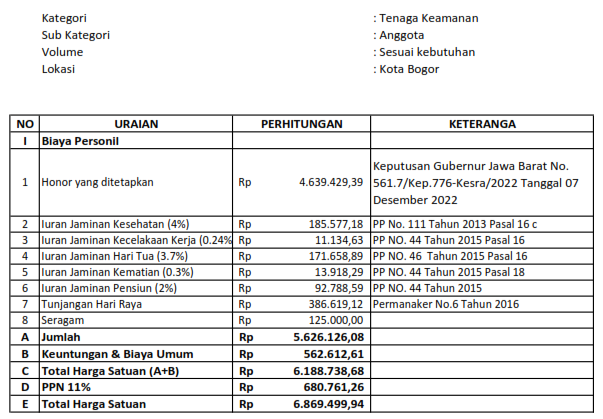 Kategori : Tenaga Keamanan
Sub Kategori : Anggota
Volume : Sesuai kebutuhan
Lokasi : Kota Bogor
NO URAIAN PERHITUNGAN KETERANGA
I Biaya Personil
1 Honor yang ditetapkan Rp 4.639.429,39 Keputusan Gubernur Jawa Barat No.
561.7/Kep.776-Kesra/2022 Tanggal 07
Desember 2022
2 Iuran Jaminan Kesehatan (4%) Rp 185.577,18 PP No. 111 Tahun 2013 Pasal 16 c
3 Iuran Jaminan Kecelakaan Kerja (0.24% Rp 11.134,63 PP NO. 44 Tahun 2015 Pasal 16
4 Iuran Jaminan Hari Tua (3.7%) Rp 171.658,89 PP NO. 46 Tahun 2015 Pasal 16
5 Iuran Jaminan Kematian (0.3%) Rp 13.918,29 PP NO. 44 Tahun 2015 Pasal 18
6 Iuran Jaminan Pensiun (2%) Rp 92.788,59 PP NO. 44 Tahun 2015
7 Tunjangan Hari Raya Rp 386.619,12 Permanaker No.6 Tahun 2016
8 Seragam Rp 125.000,00
A Jumlah Rp 5.626.126,08
B Keuntungan & Biaya Umum Rp 562.612,61
C Total Harga Satuan (A+B) Rp 6.188.738,68
D PPN 11% Rp 680.761,26
E Total Harga Satuan Rp 6.869.499,94